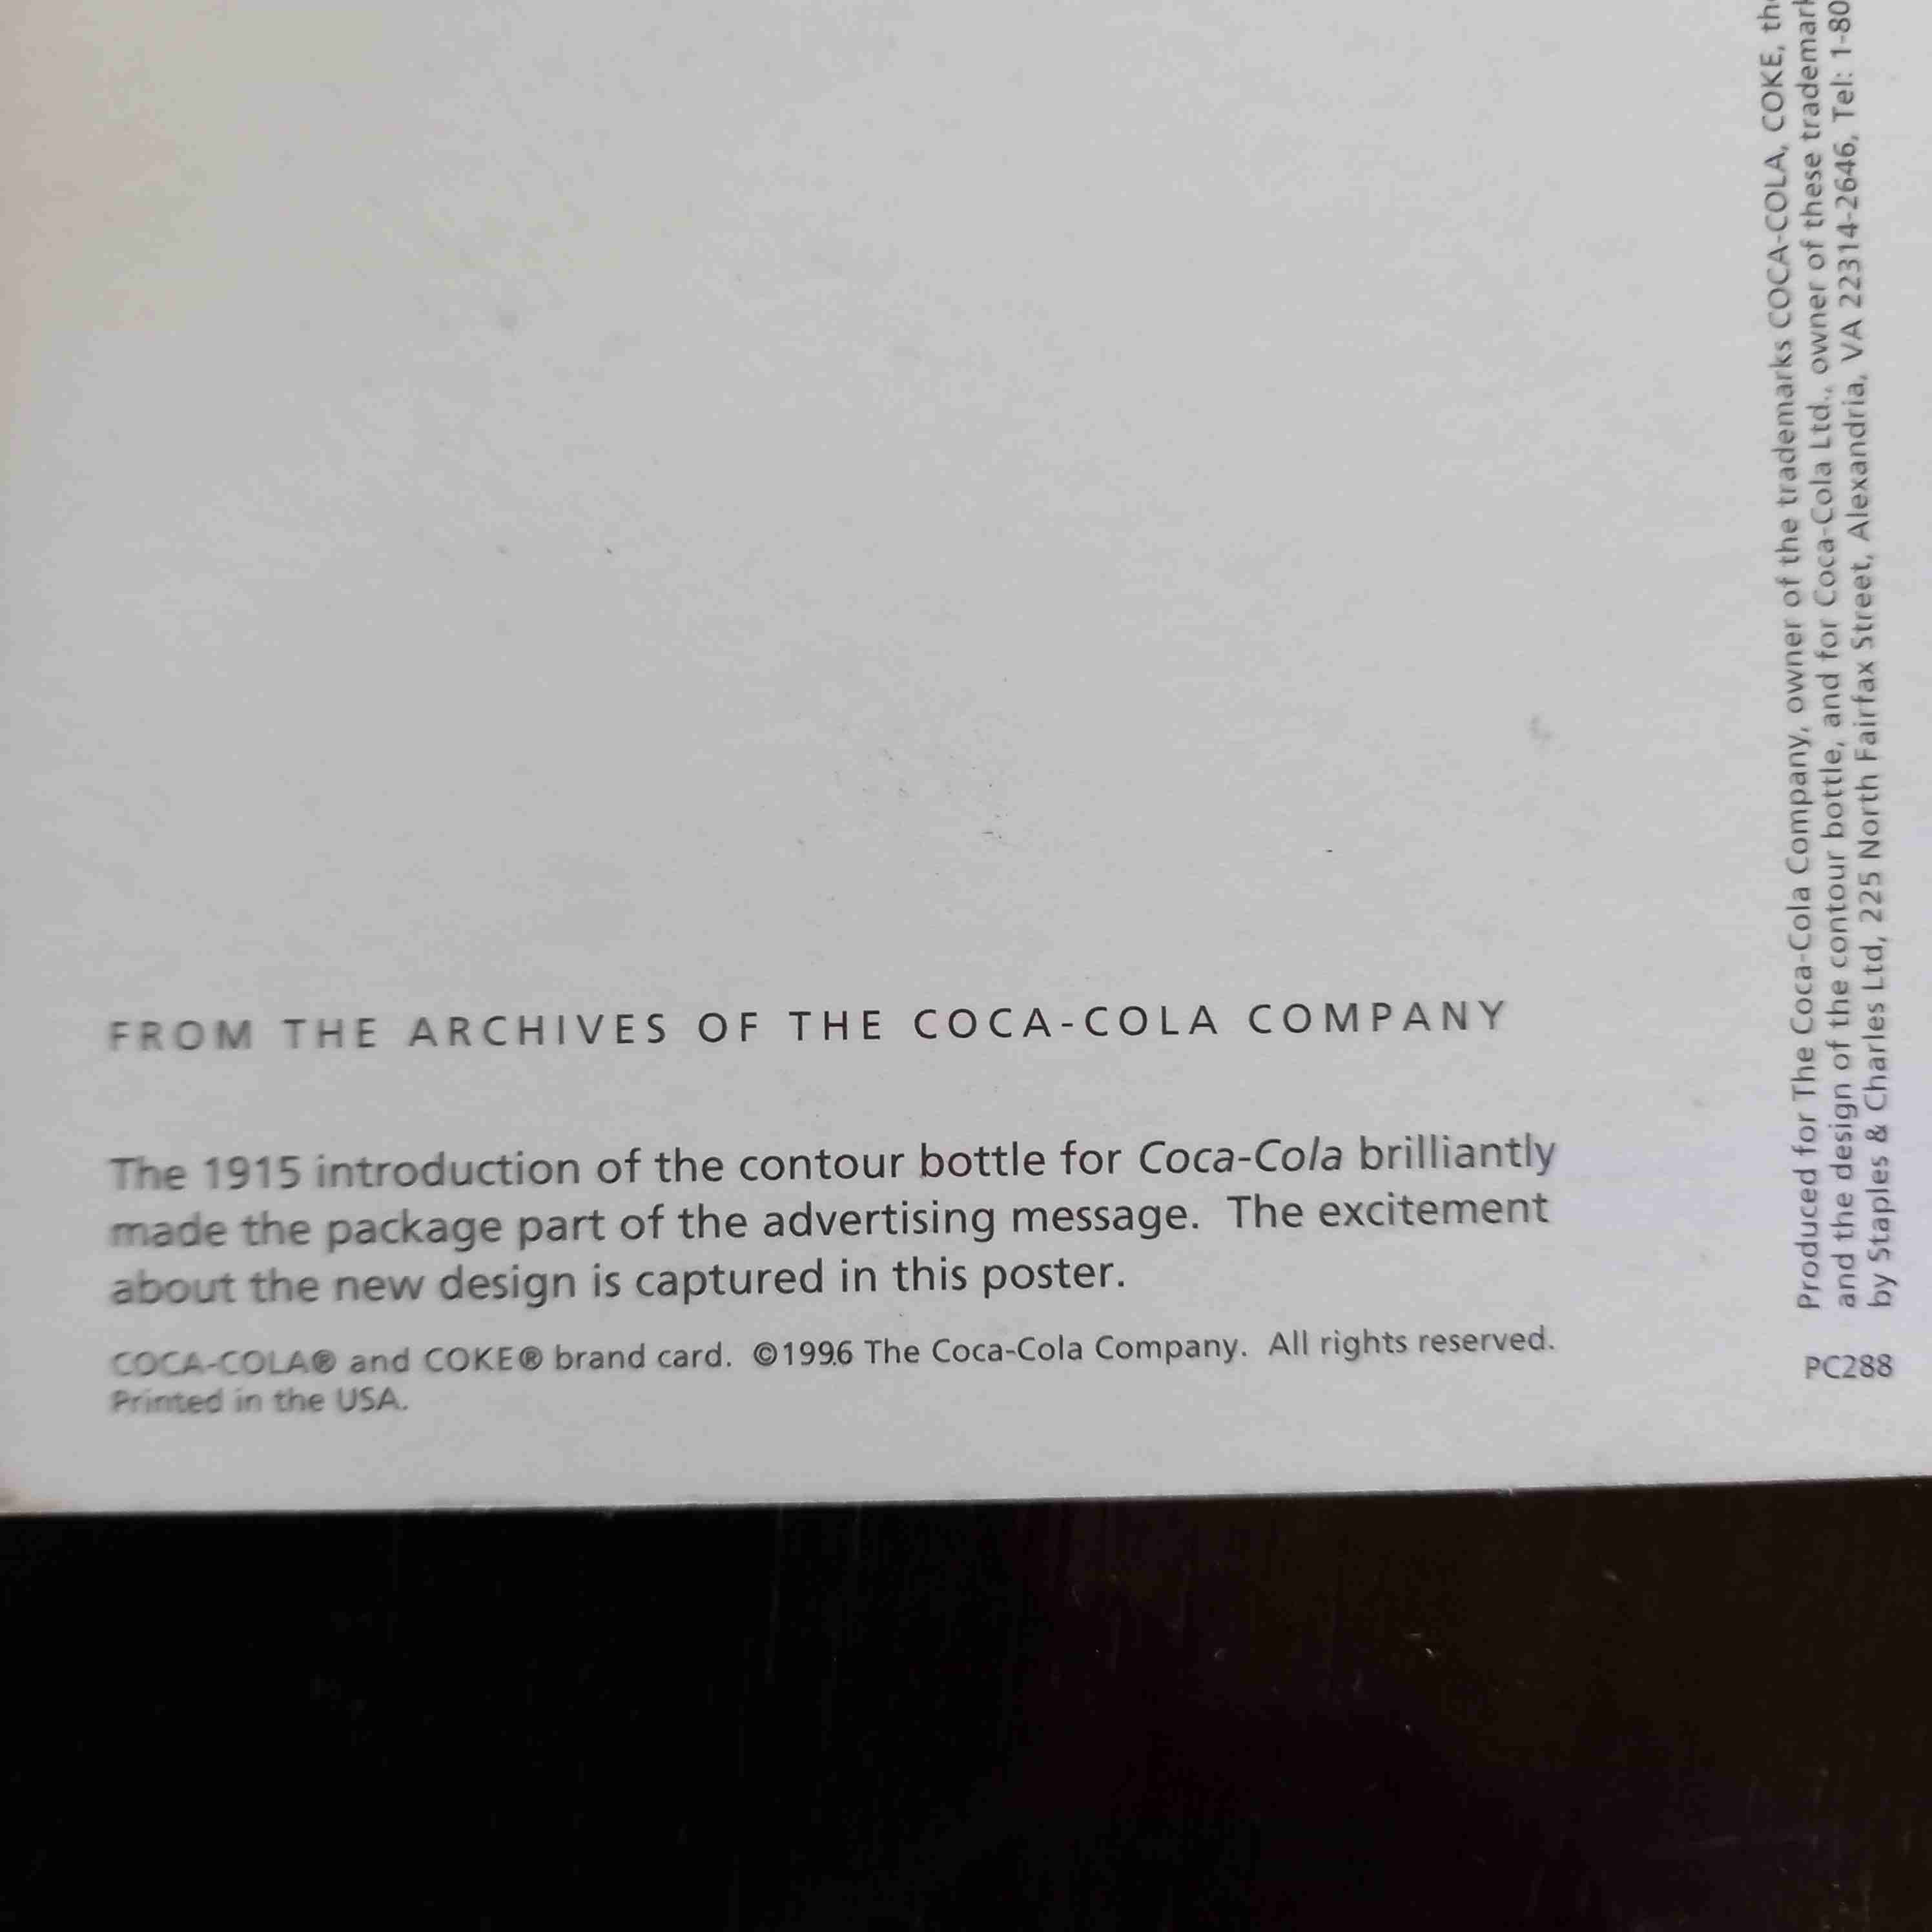 FROM THE ARCHIVES OF THE COCA-COLA COMPANY
The 1915 introduction of the contour bottle for Coca-Cola brilliantly
made the package part of the advertising message. The excitement
about the new design is captured in this poster.
COCA-COLA® and COKE® brand card. ©1996 The Coca-Cola Company. All rights reserved.
Printed in the USA.
Produced for The Coca-Cola Company, owner of the trademarks COCA-COLA, COKE, th
and the design of the contour bottle, and for Coca-Cola Ltd., owner of these trademark
by Staples & Charles Ltd, 225 North Fairfax Street, Alexandria, VA 22314-2646, Tel: 1-80
PC288